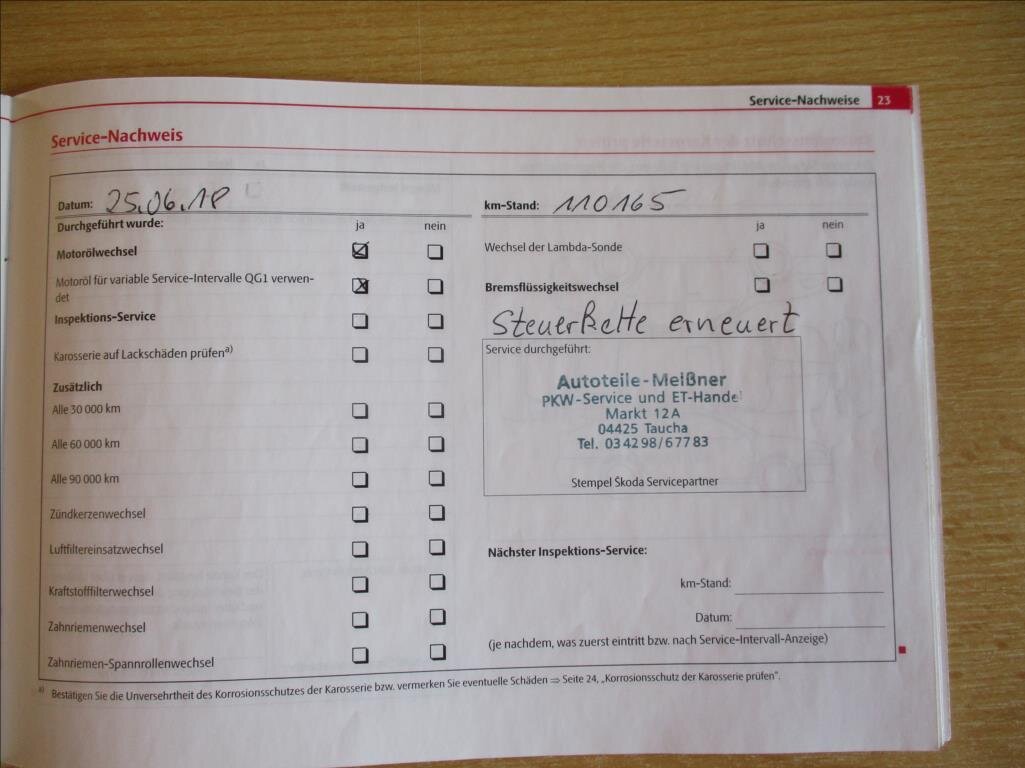 Service-Nachweise 23
Service-Nachweis
Datum: 25.06.18
km-Stand: 110165
Durchgeführt wurde: ja nein
Motorölwechsel
Motoröl für variable Service-Intervalle QG1 verwen-
det
Inspektions-Service
Karosserie auf Lackschäden prüfen a)
Zusätzlich
Alle 30 000 km
Alle 60 000 km
Alle 90 000 km
Zündkerzenwechsel
Luftfiltereinsatzwechsel
Kraftstofffilterwechsel
Zahnriemenwechsel
Zahnriemen-Spannrollenwechsel
ja nein
Wechsel der Lambda-Sonde
Bremsflüssigkeitswechsel
Steuerkette erneuert
Service durchgeführt:
Autoteile-Meißner
PKW-Service und ET-Handel
Markt 12A
04425 Taucha
Tel. 034298/67783
Stempel Škoda Servicepartner
Nächster Inspektions-Service:
km-Stand:
Datum:
(je nachdem, was zuerst eintritt bzw. nach Service-Intervall-Anzeige)
a) Bestätigen Sie die Unversehrtheit des Korrosionsschutzes der Karosserie bzw. vermerken Sie eventuelle Schäden ⇒ Seite 24, „Korrosionsschutz der Karosserie prüfen".